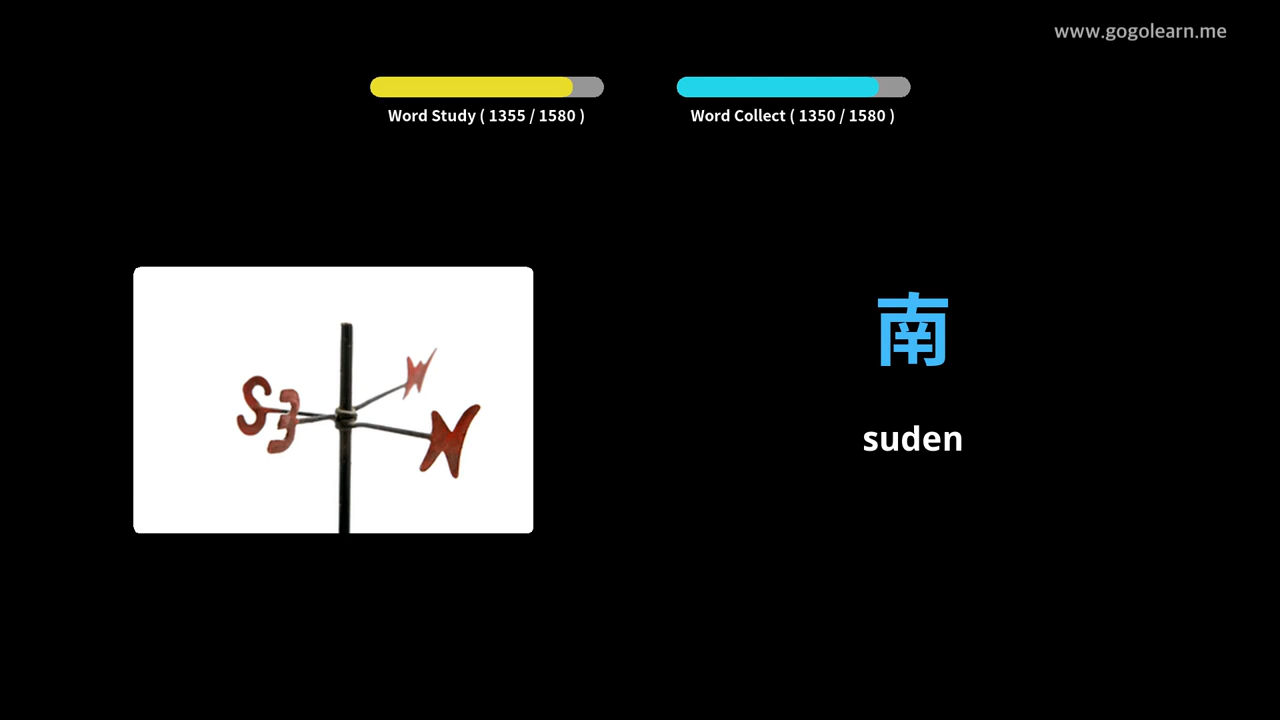 www.gogolearn.me
Word Study ( 1355 / 1580 )
Word Collect ( 1350 / 1580 )
S E N N
南
suden